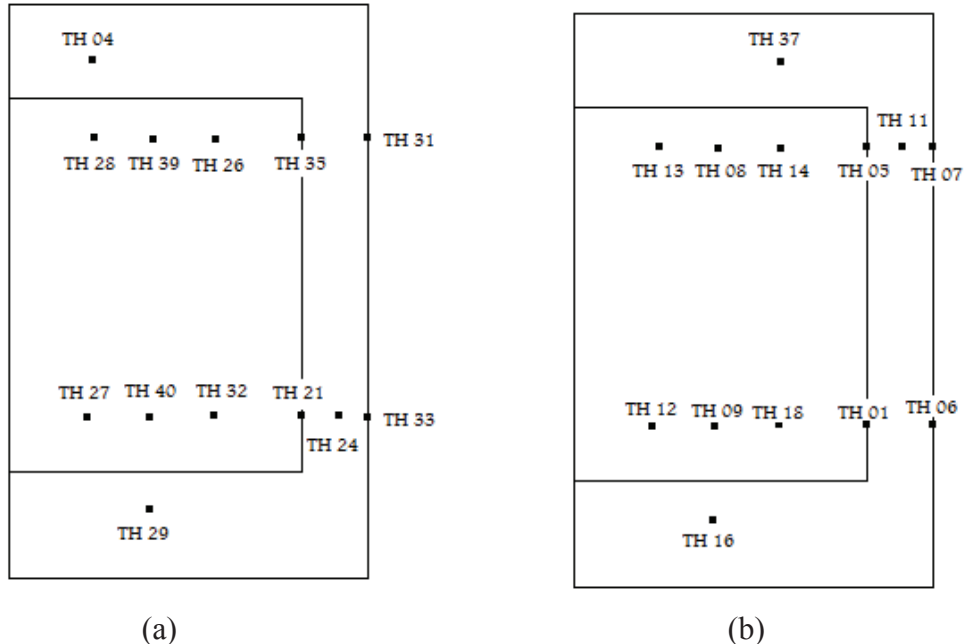 TH 04
TH 28 TH 39 TH 26 TH 35 TH 31
TH 27 TH 40 TH 32 TH 21 TH 33
TH 24
TH 29
(a)
TH 37
TH 11
TH 13 TH 08 TH 14 TH 05 TH 07
TH 12 TH 09 TH 18 TH 01 TH 06
TH 16
(b)